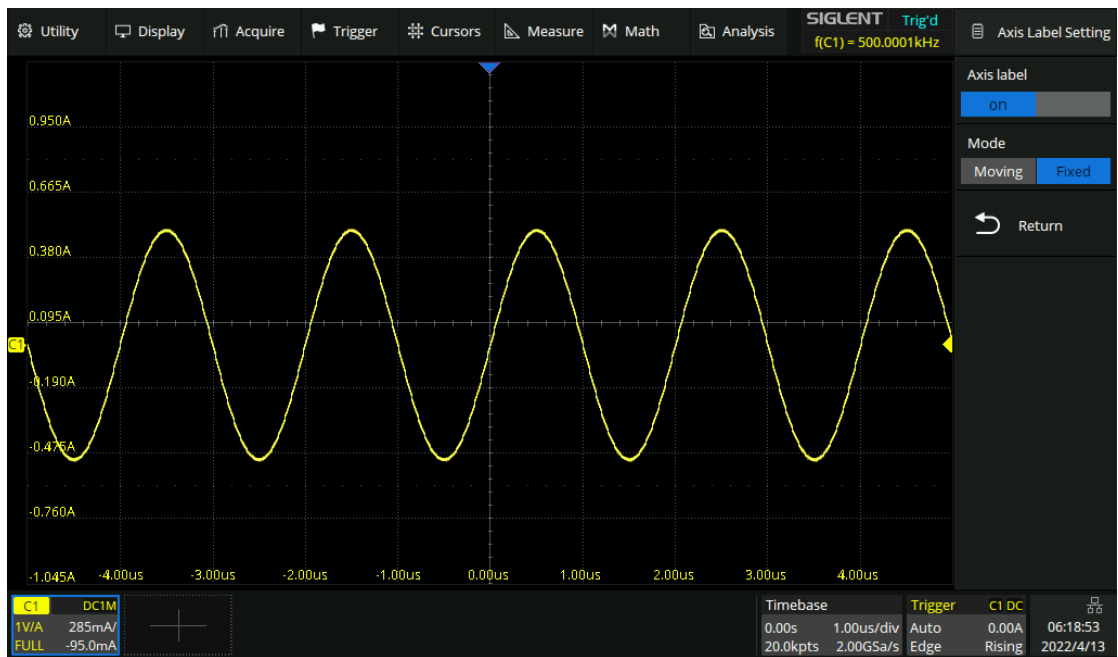 Utility Display Acquire Trigger Cursors Measure Math Analysis SIGLENT Trig'd
f(C1) = 500.0001kHz
Axis Label Setting
Axis label
on
Mode
Moving Fixed
Return
0.950A
0.665A
0.380A
0.095A
C1
-0.190A
-0.475A
-0.760A
-1.045A -4.00us -3.00us -2.00us -1.00us 0.00us 1.00us 2.00us 3.00us 4.00us
C1 DC1M
1V/A 285mA/
FULL -95.0mA
Timebase
0.00s 1.00us/div
20.0kpts 2.00GSa/s
Trigger C1 DC
Auto 0.00A
Edge Rising
06:18:53
2022/4/13